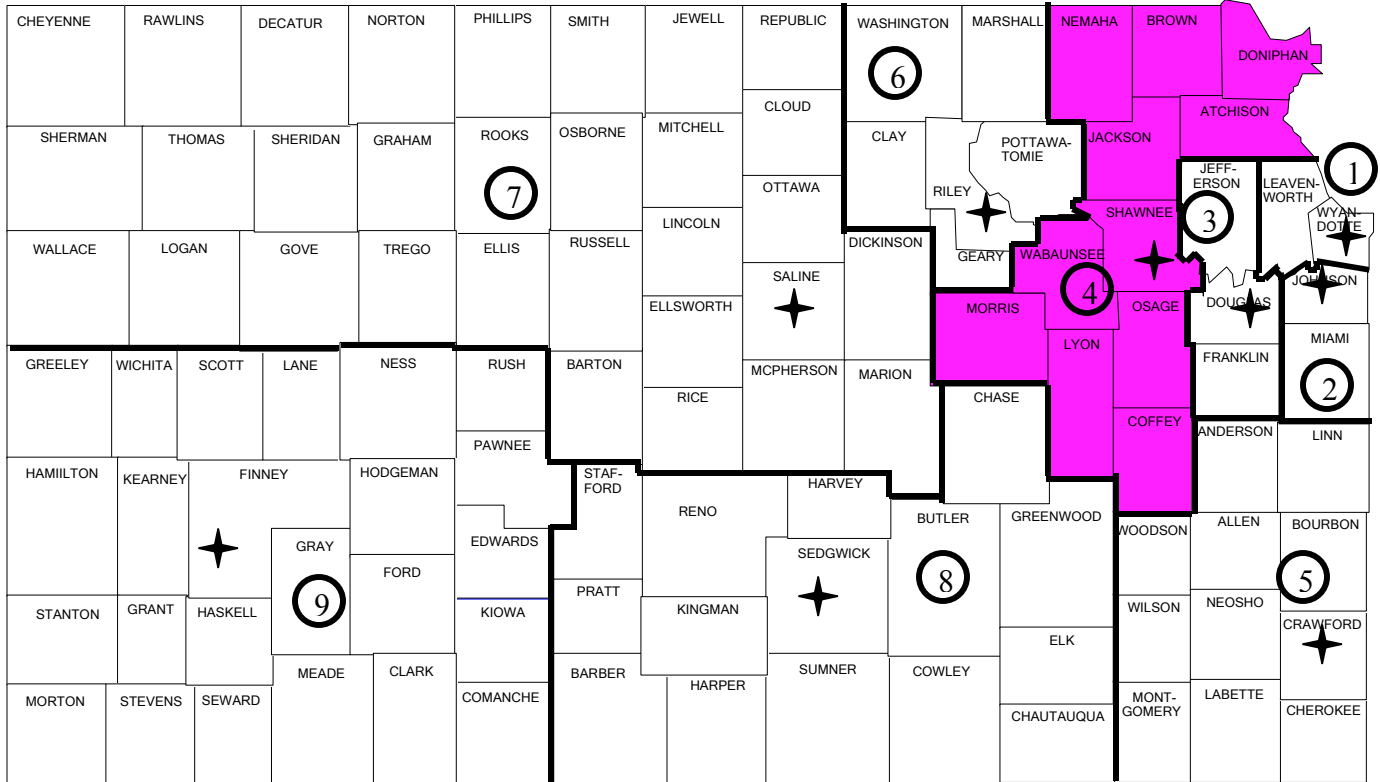 CHEYENNE
RAWLINS
DECATUR
NORTON
PHILLIPS
SMITH
JEWELL
REPUBLIC
WASHINGTON
MARSHALL
NEMAHA
BROWN
DONIPHAN
6
CLOUD
ATCHISON
SHERMAN
THOMAS
SHERIDAN
GRAHAM
ROOKS
OSBORNE
MITCHELL
CLAY
POTTAWA-
TOMIE
JACKSON
7
OTTAWA
RILEY
JEFF-
ERSON
LEAVEN-
WORTH
1
3
SHAWNEE
WYAN-
DOTTE
WALLACE
LOGAN
GOVE
TREGO
ELLIS
RUSSELL
LINCOLN
DICKINSON
GEARY
WABAUNSEE
4
SALINE
JOHNSON
ELLSWORTH
MORRIS
OSAGE
DOUGLAS
GREELEY
WICHITA
SCOTT
LANE
NESS
RUSH
BARTON
MCPHERSON
MARION
LYON
FRANKLIN
MIAMI
2
RICE
CHASE
COFFEY
ANDERSON
LINN
PAWNEE
HAMIILTON
KEARNEY
FINNEY
HODGEMAN
STAF-
FORD
HARVEY
RENO
BUTLER
GREENWOOD
WOODSON
ALLEN
BOURBON
GRAY
EDWARDS
SEDGWICK
FORD
8
5
9
PRATT
STANTON
GRANT
HASKELL
KIOWA
KINGMAN
WILSON
NEOSHO
CRAWFORD
ELK
MEADE
CLARK
BARBER
HARPER
SUMNER
COWLEY
MORTON
STEVENS
SEWARD
COMANCHE
CHAUTAUQUA
MONT-
GOMERY
LABETTE
CHEROKEE